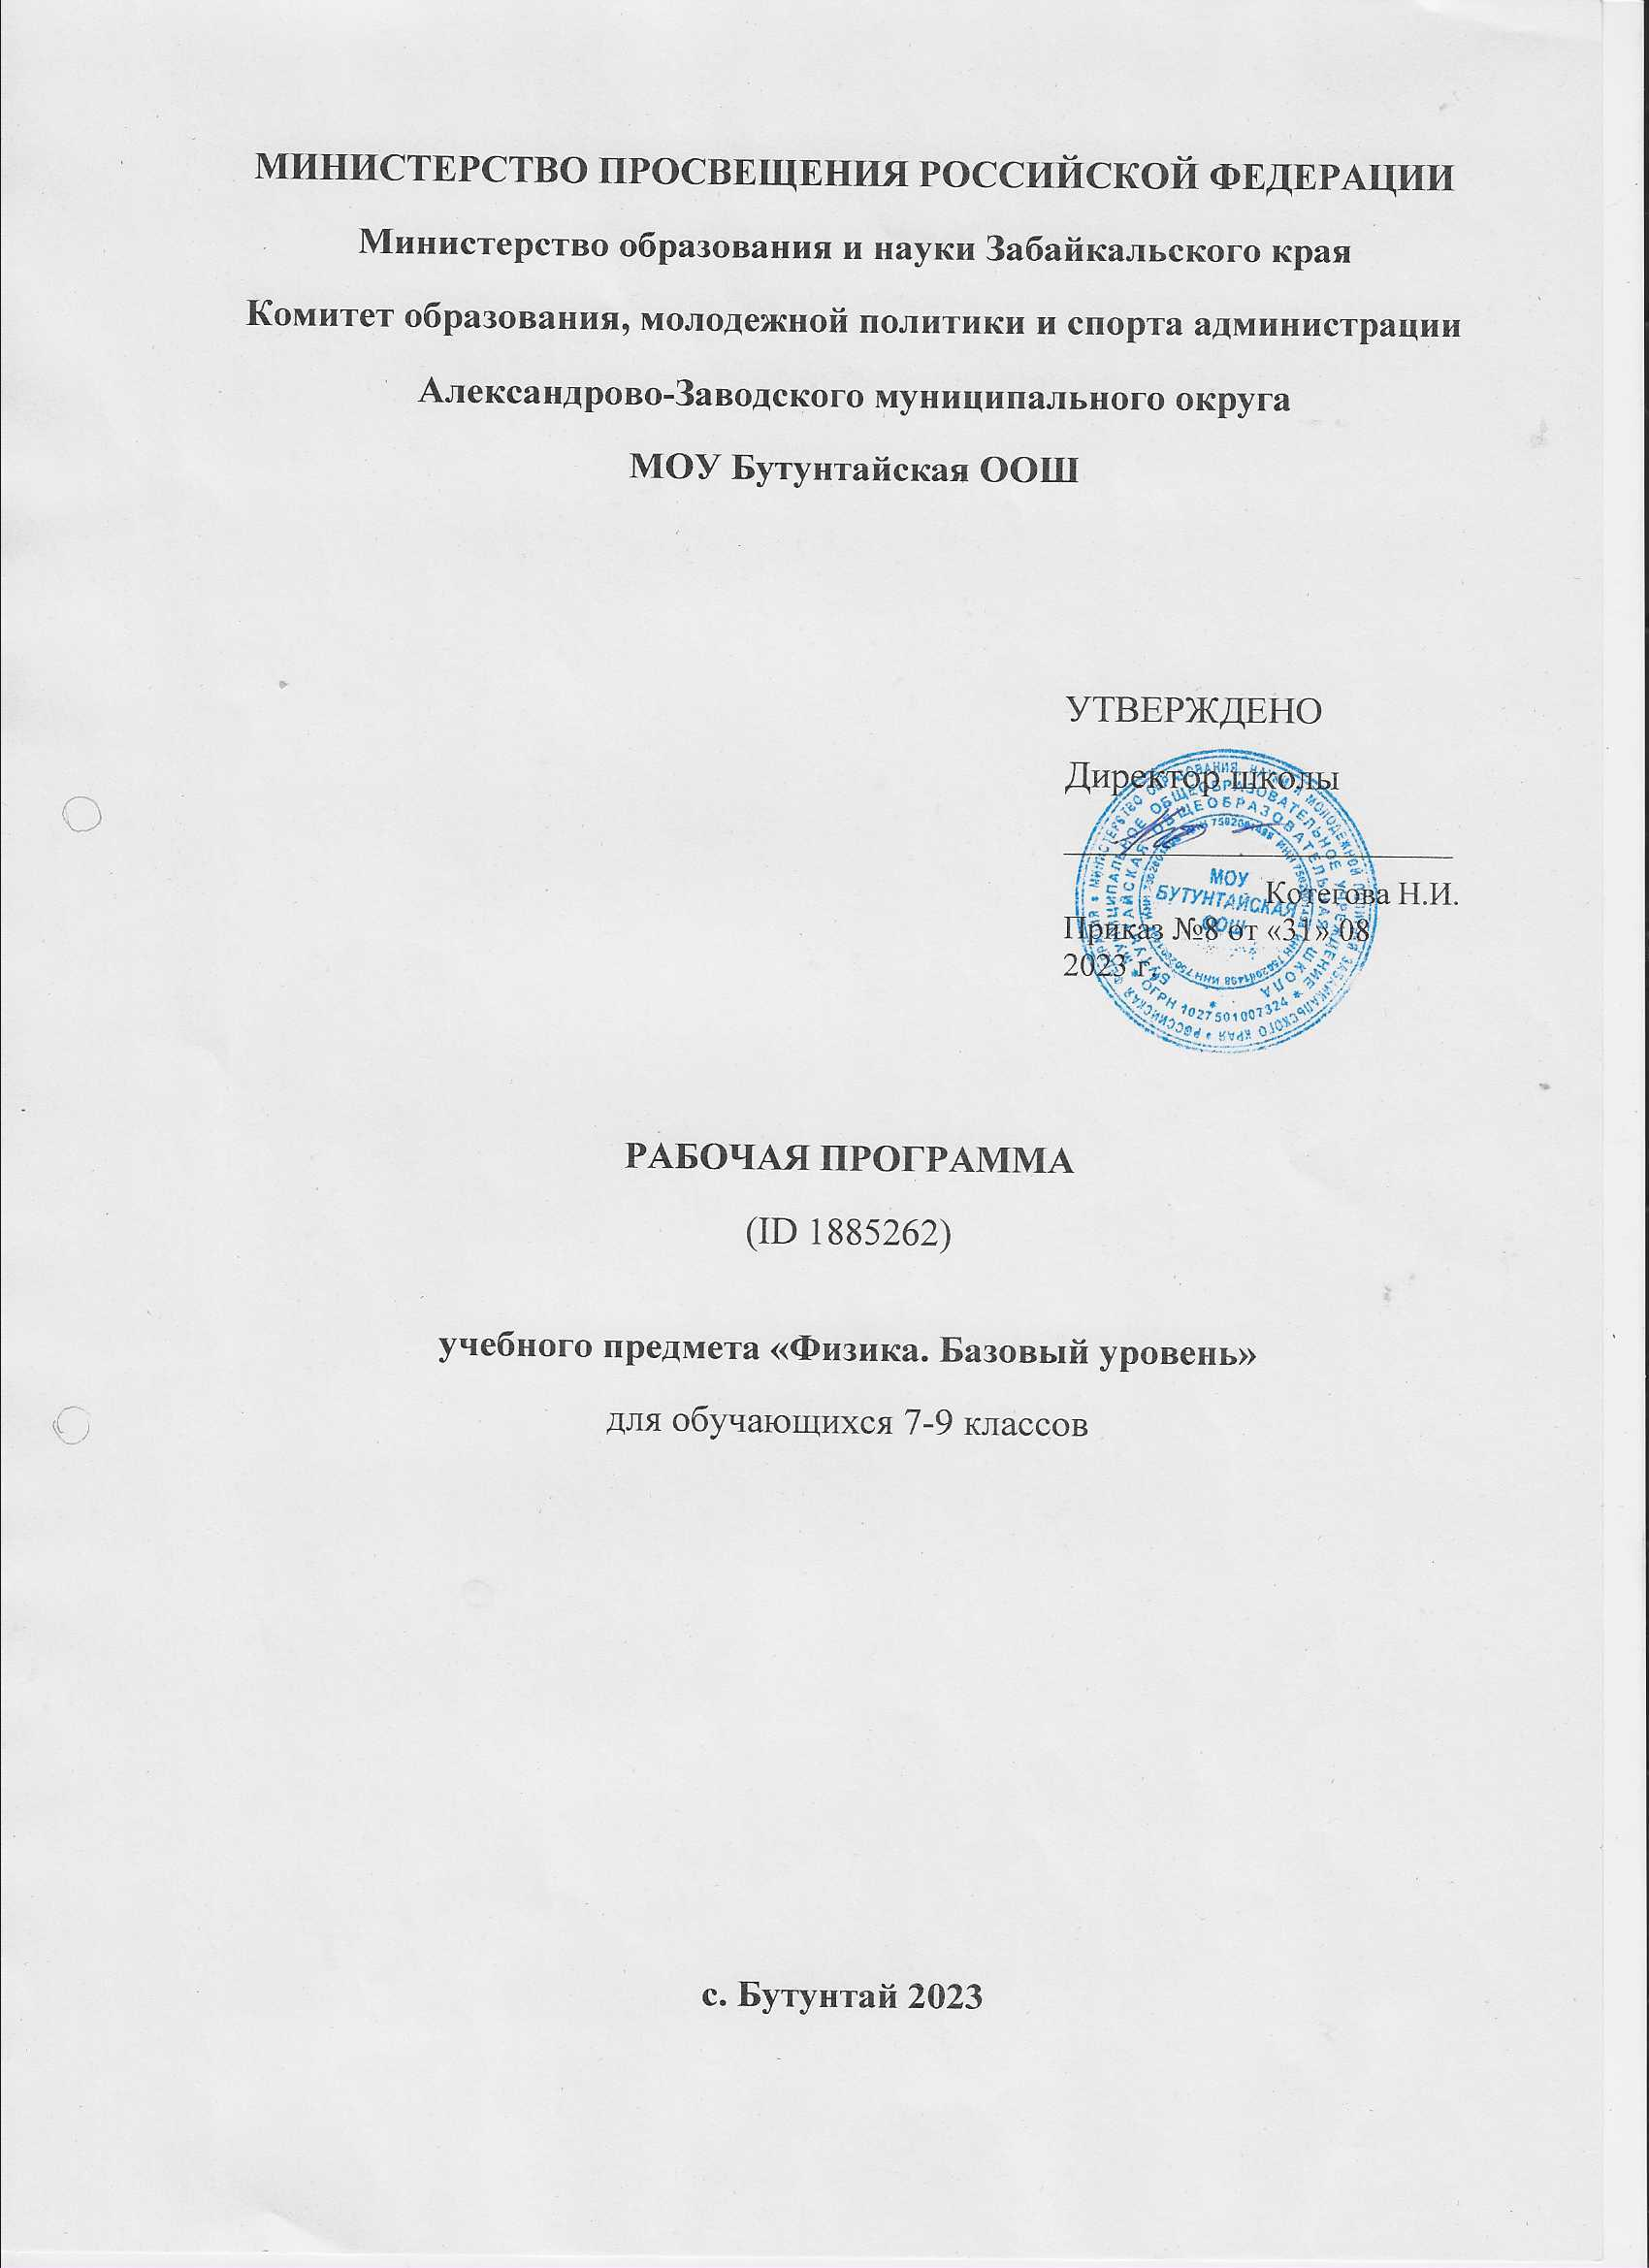 МИНИСТЕРСТВО ПРОСВЕЩЕНИЯ РОССИЙСКОЙ ФЕДЕРАЦИИ
Министерство образования и науки Забайкальского края
Комитет образования, молодежной политики и спорта администрации
Александрово-Заводского муниципального округа
МОУ Бутунтайская ООШ
УТВЕРЖДЕНО
Директор школы
Котегова Н.И.
Приказ №8 от «31» 08
2023 г.
МОУ
БУТУНТАЙСКАЯ
ООШ
ОГРН 1027501007324
РАБОЧАЯ ПРОГРАММА
(ID 1885262)
учебного предмета «Физика. Базовый уровень»
для обучающихся 7-9 классов
с. Бутунтай 2023